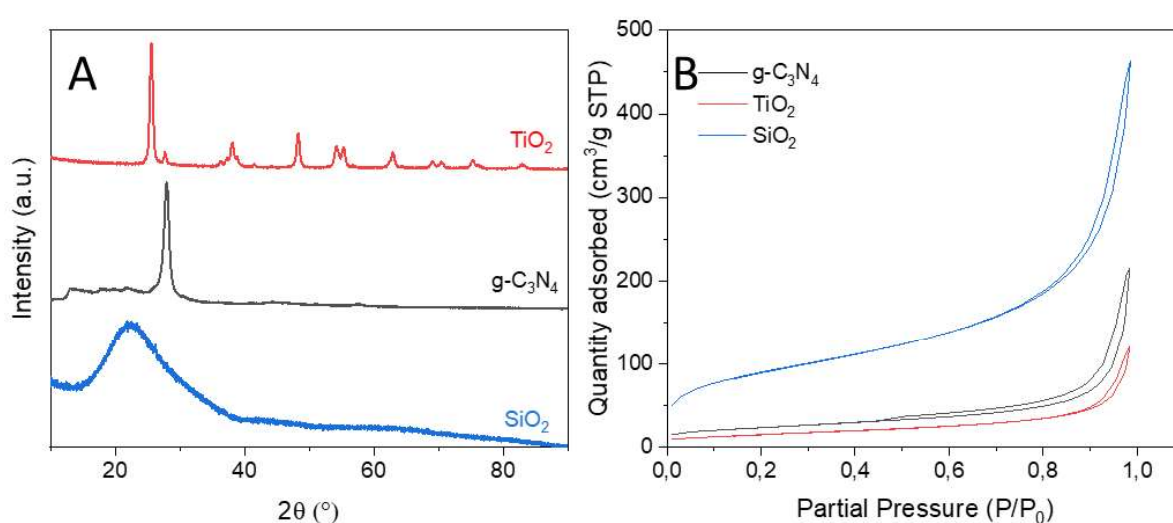 A
TiO₂
g-C₃N₄
SiO₂
Intensity (a.u.)
20
40
60
80
2θ (°)
B
g-C₃N₄
TiO₂
SiO₂
Quantity adsorbed (cm³/g STP)
500
400
300
200
100
0
0,0
0,2
0,4
0,6
0,8
1,0
Partial Pressure (P/P₀)